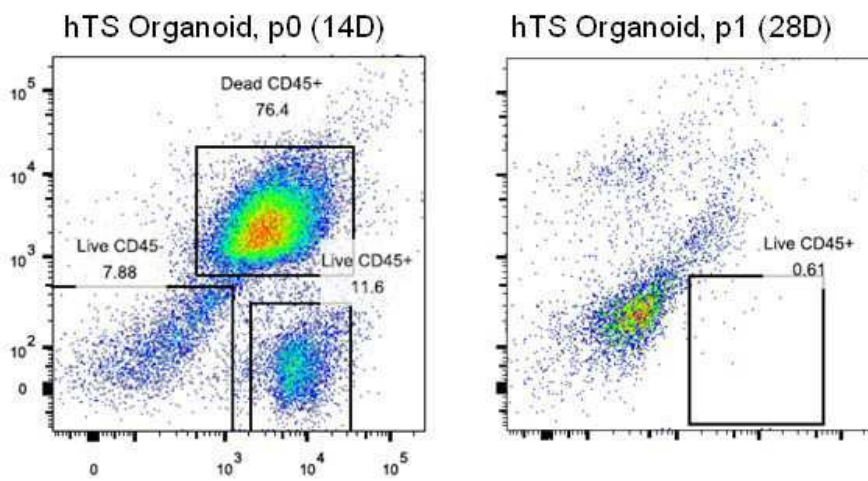 hTS Organoid, p0 (14D)
hTS Organoid, p1 (28D)
10^5
10^4
10^3
10^2
0
Dead CD45+
76.4
Live CD45-
7.88
Live CD45+
11.6
0
10^3
10^4
10^5
Live CD45+
0.61